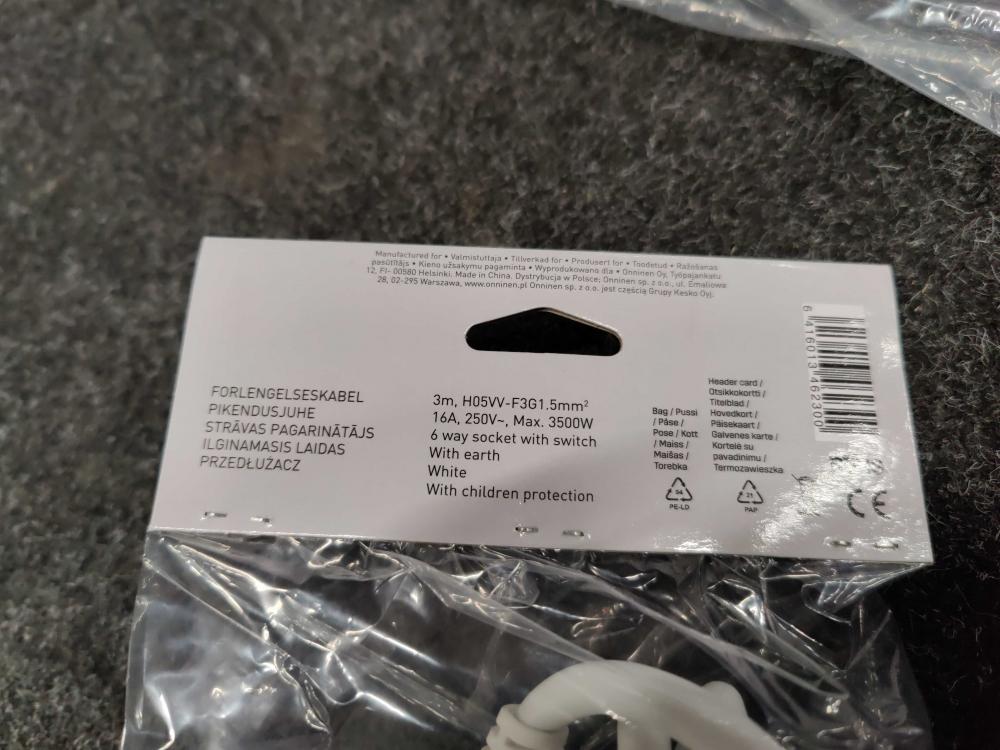 Manufactured for • Valmistuttaja • Tillverkad for • Produsert for • Toodetud • Ražošanas
pasūtītājs • Kieno užsakymu pagaminta • Wyprodukowano dla • Onninen Oy, Työpajankatu
12, FI- 00580 Helsinki. Made in China. Dystrybucja w Polsce: Onninen sp. z o.o., ul. Emaliowa
28, 02-295 Warszawa, www.onninen.pl Onninen sp. z o.o. jest częścią Grupy Kesko Oyj.
FORLENGELSESKABEL
PIKENDUSJUHE
STRĀVAS PAGARINĀTĀJS
ILGINAMASIS LAIDAS
PRZEDŁUŻACZ
3m, H05VV-F3G1.5mm²
16A, 250V~, Max. 3500W
6 way socket with switch
With earth
White
With children protection
Bag / Pussi
/ Påse /
Pose / Kott
/ Maiss /
Maišas /
Torebka
04
PE-LD
Header card /
Otsikkokortti /
Titelblad /
Hovedkort /
Päisekaart /
Galvenes karte /
Kortelė su
pavadinimu /
Termozawieszka
21
PAP
6 416013 462300
CE